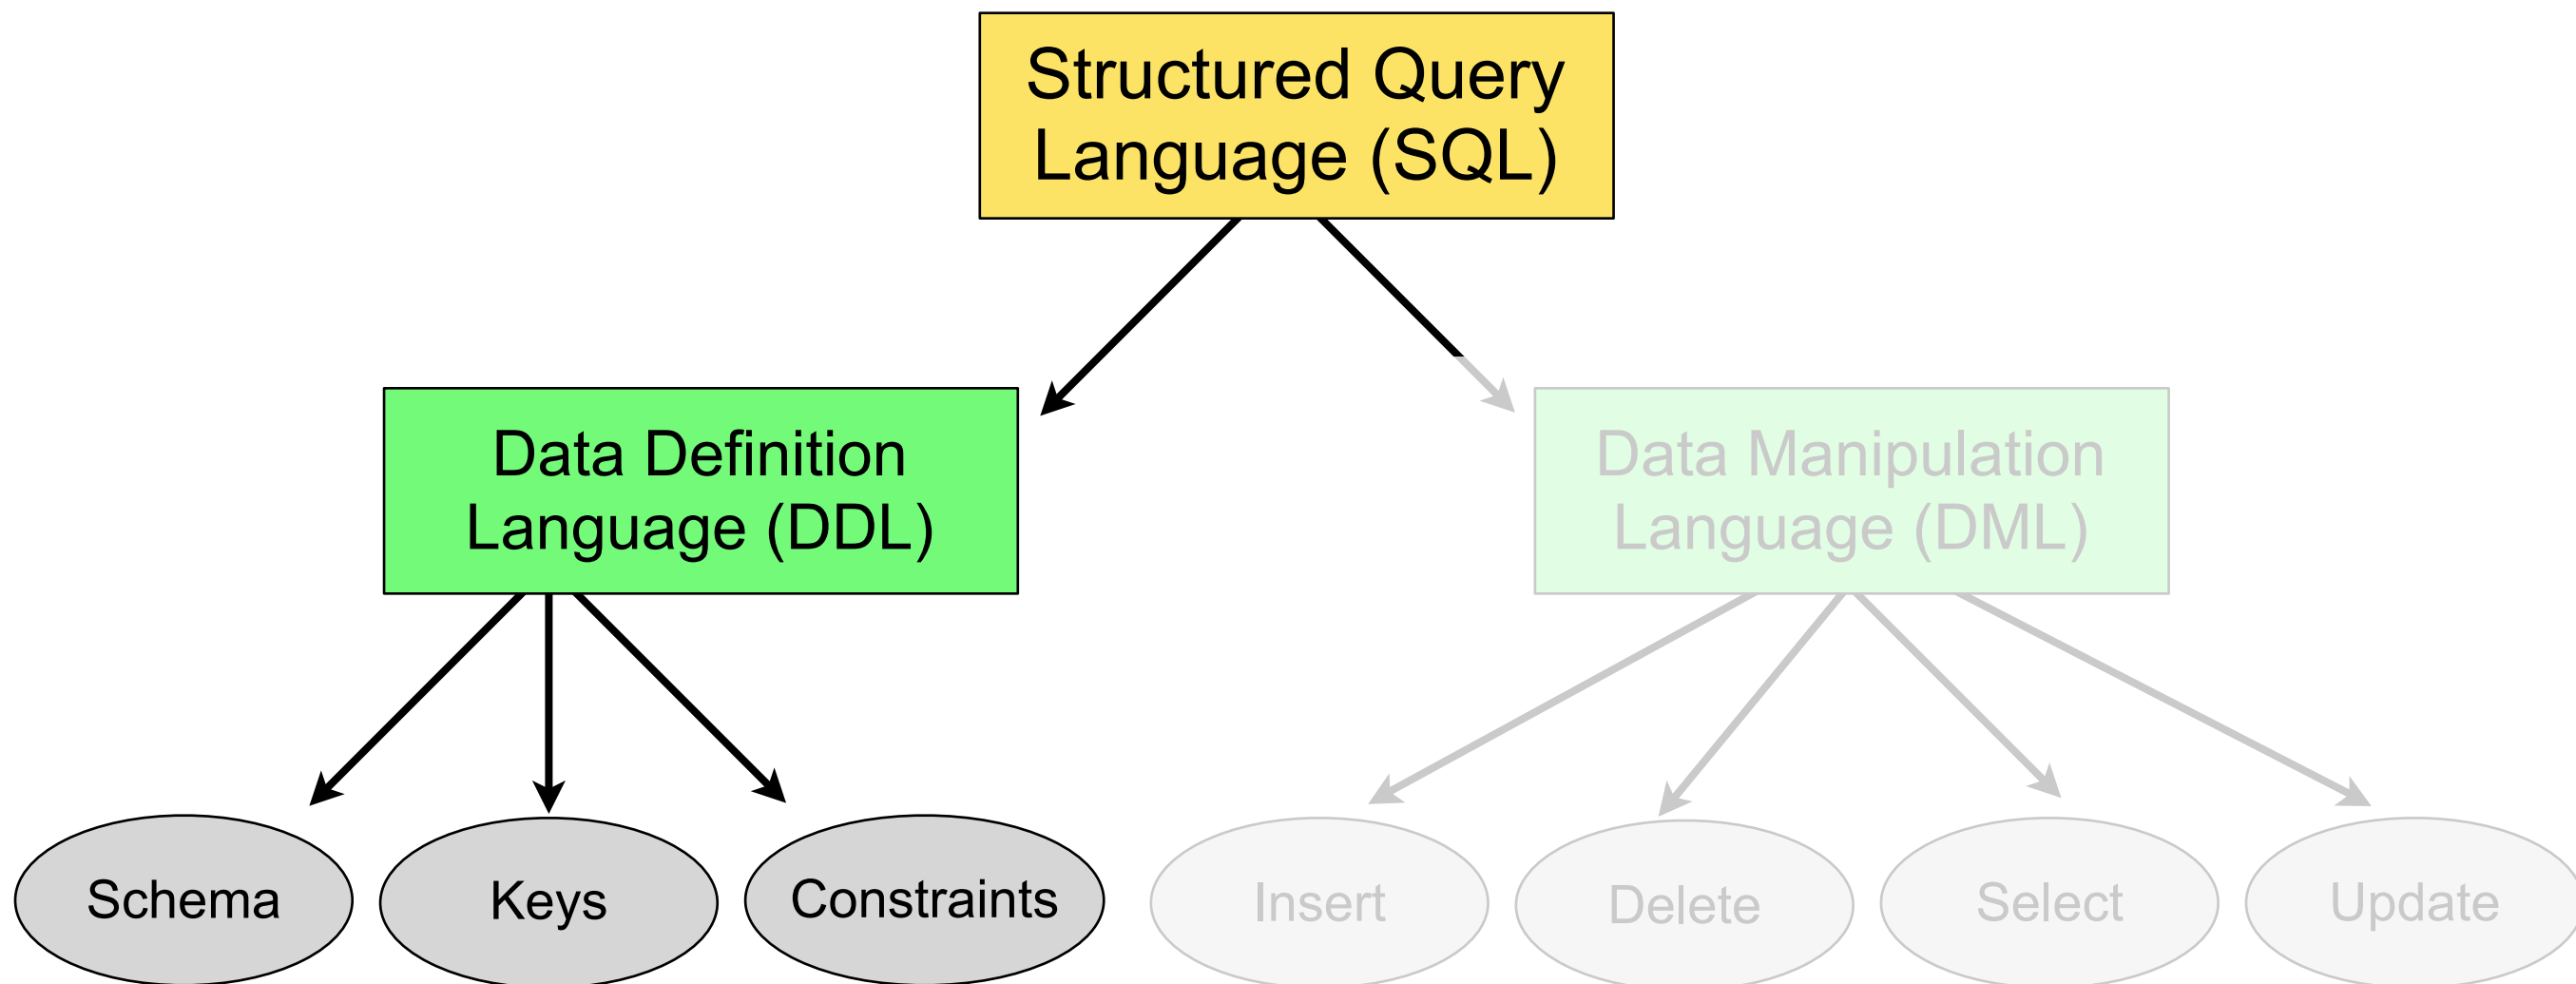 Structured Query
Language (SQL)
Data Definition
Language (DDL)
Data Manipulation
Language (DML)
Schema
Keys
Constraints
Insert
Delete
Select
Update